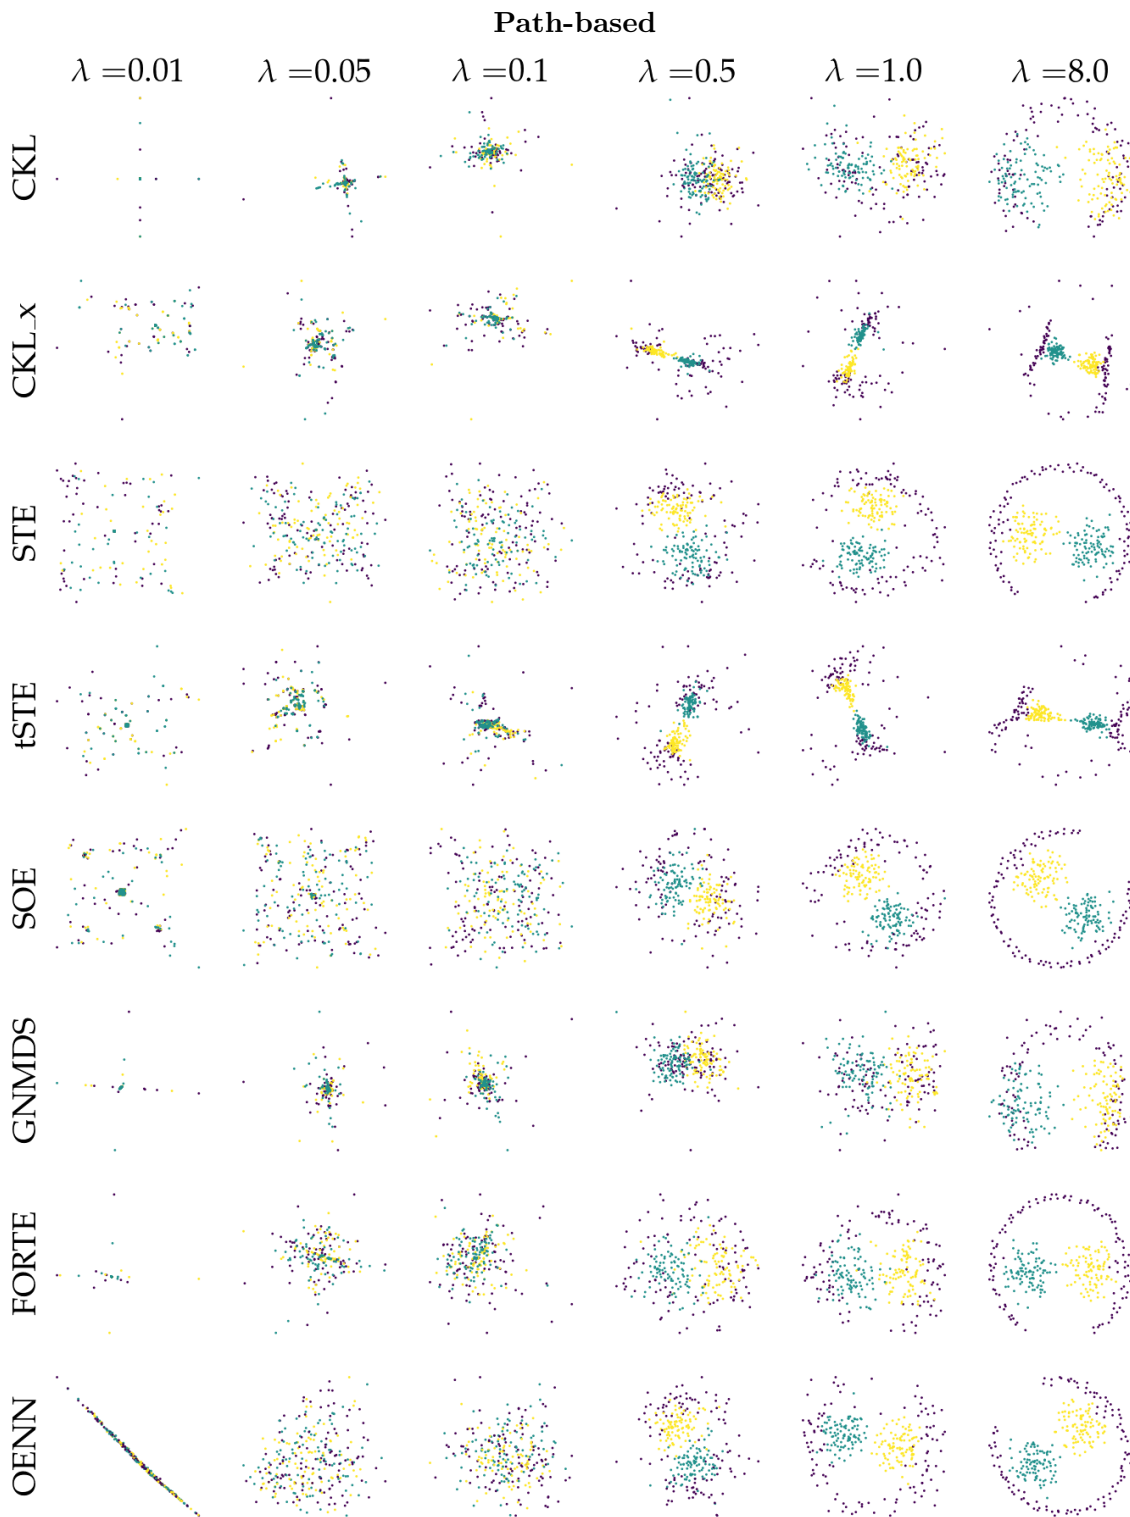 Path-based
λ =0.01 λ =0.05 λ =0.1 λ =0.5 λ =1.0 λ =8.0
CKL
CKL_x
STE
tSTE
SOE
GNMDS
FORTE
OENN